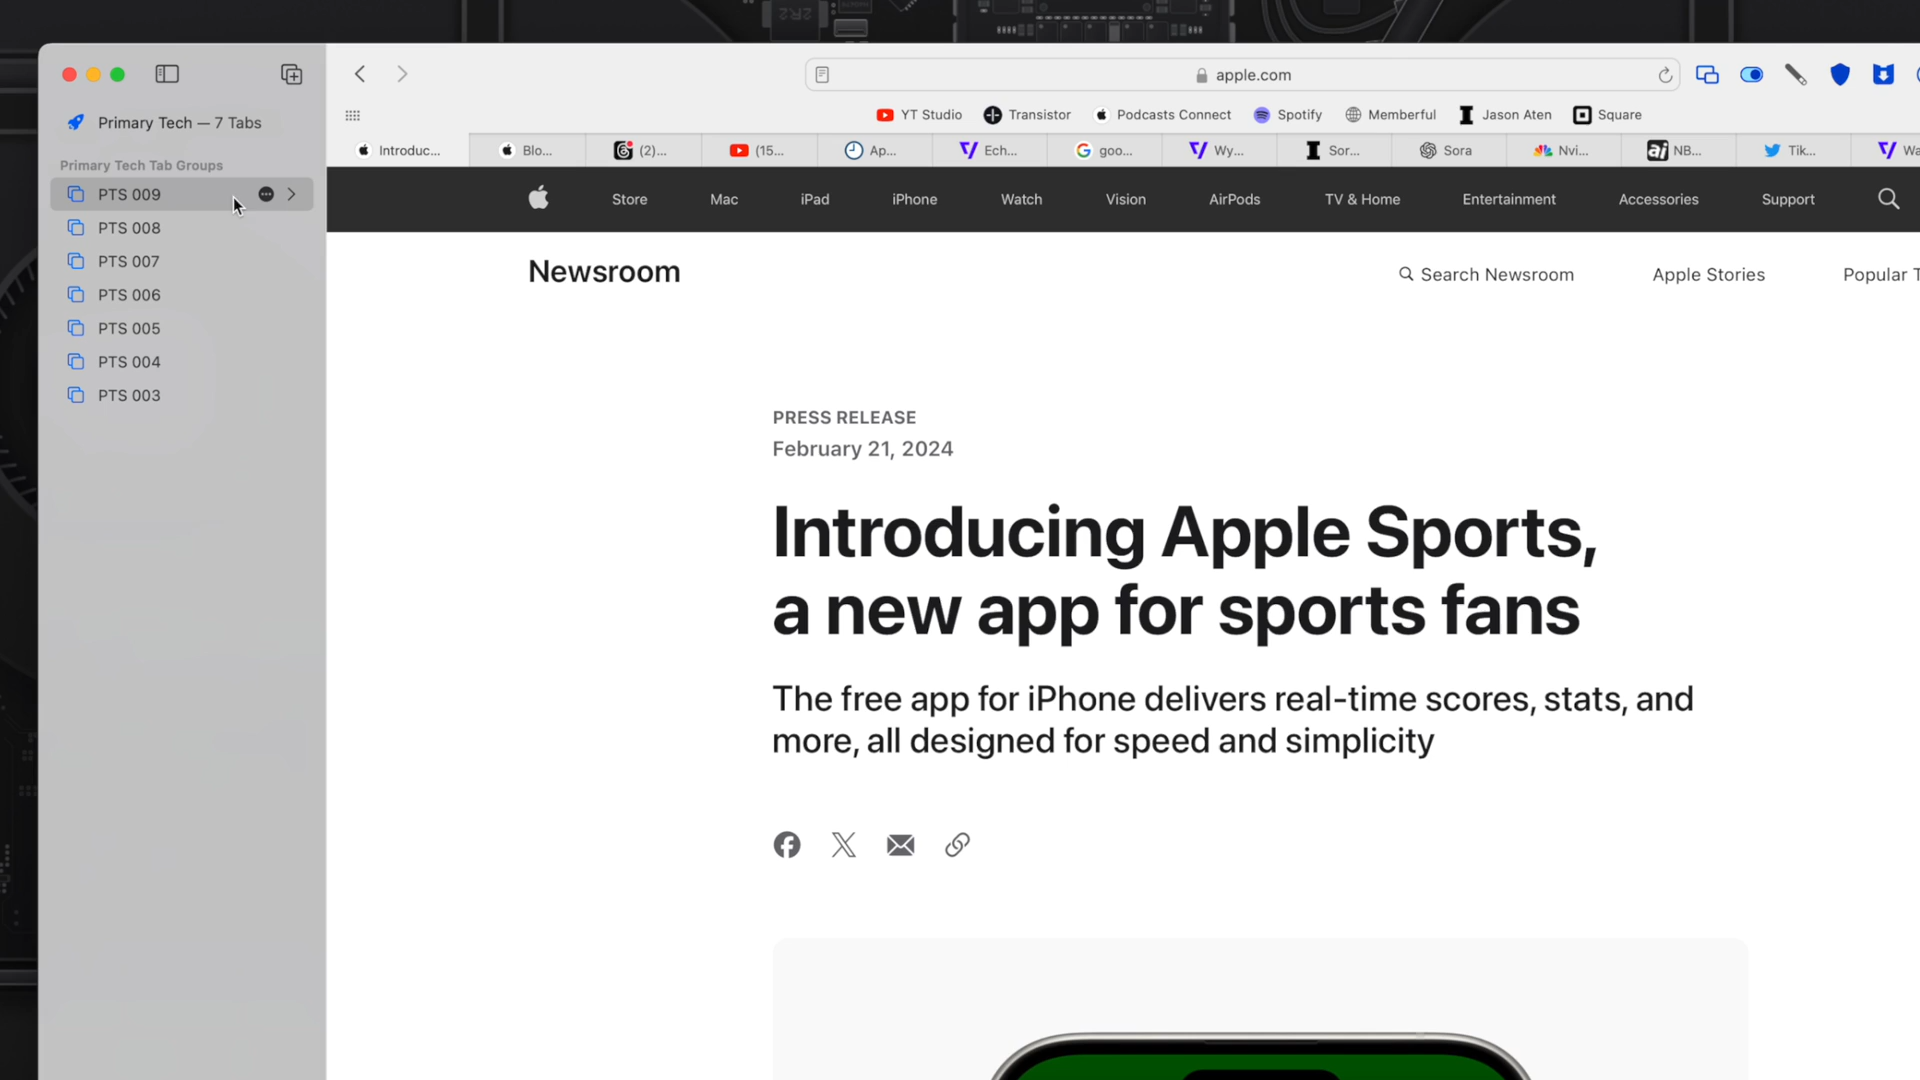 apple.com
Primary Tech — 7 Tabs
YT Studio Transistor Podcasts Connect Spotify Memberful Jason Aten Square
Introduc... Blo... (2)... (15... Ap... Ech... goo... Wy... Sor... Sora Nvi... NB... Tik... Wa
Primary Tech Tab Groups
PTS 009
PTS 008
PTS 007
PTS 006
PTS 005
PTS 004
PTS 003
Store Mac iPad iPhone Watch Vision AirPods TV & Home Entertainment Accessories Support
Newsroom
Search Newsroom Apple Stories Popular T
PRESS RELEASE
February 21, 2024
Introducing Apple Sports,
a new app for sports fans
The free app for iPhone delivers real-time scores, stats, and
more, all designed for speed and simplicity